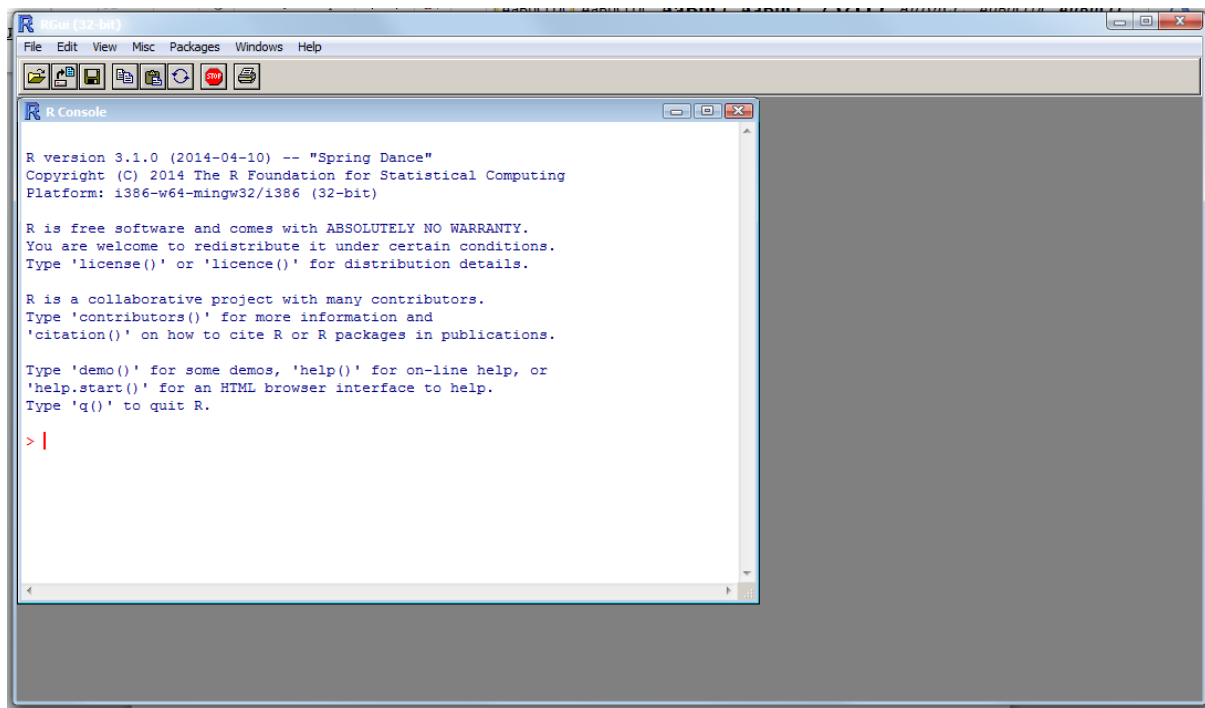 RGui (32-bit)
File Edit View Misc Packages Windows Help
STOP
R Console
R version 3.1.0 (2014-04-10) -- "Spring Dance"
Copyright (C) 2014 The R Foundation for Statistical Computing
Platform: i386-w64-mingw32/i386 (32-bit)
R is free software and comes with ABSOLUTELY NO WARRANTY.
You are welcome to redistribute it under certain conditions.
Type 'license()' or 'licence()' for distribution details.
R is a collaborative project with many contributors.
Type 'contributors()' for more information and
'citation()' on how to cite R or R packages in publications.
Type 'demo()' for some demos, 'help()' for on-line help, or
'help.start()' for an HTML browser interface to help.
Type 'q()' to quit R.
>